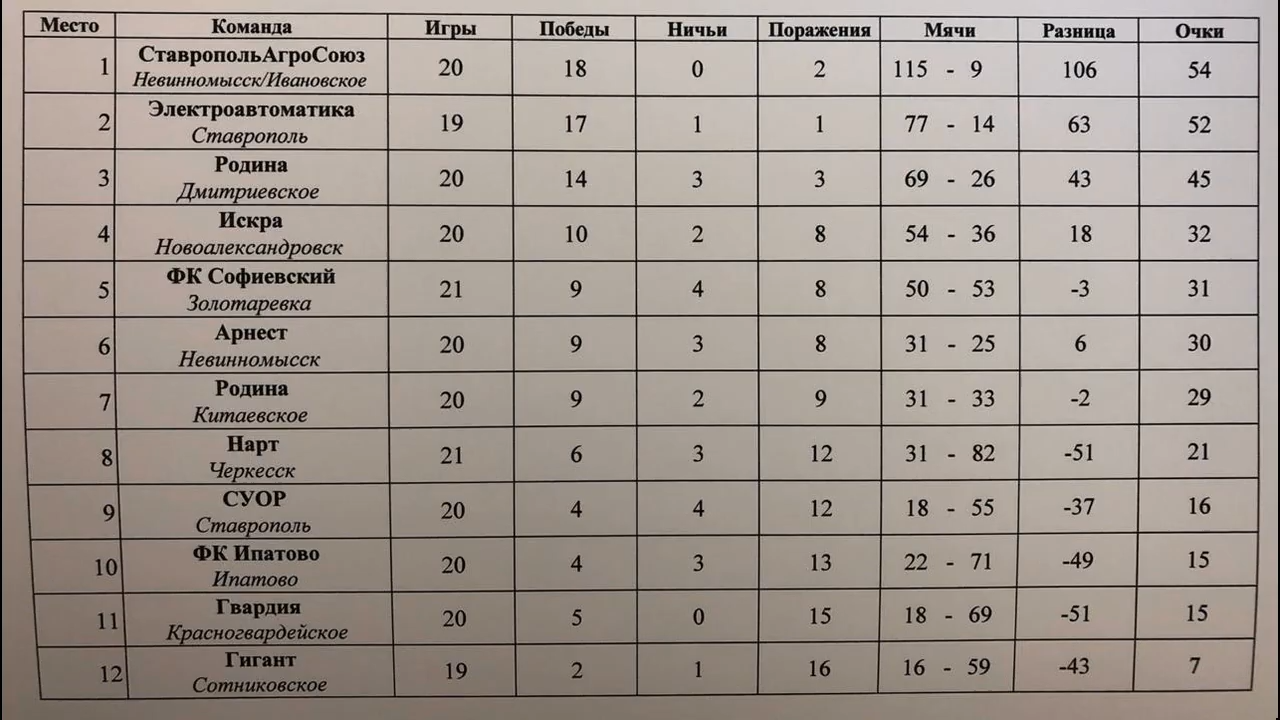 Место Команда Игры Победы Ничьи Поражения Мячи Разница Очки
1 СтавропольАгроСоюз 20 18 0 2 115 - 9 106 54
Невинномысск/Ивановское
2 Электроавтоматика 19 17 1 1 77 - 14 63 52
Ставрополь
3 Родина 20 14 3 3 69 - 26 43 45
Дмитриевское
4 Искра 20 10 2 8 54 - 36 18 32
Новоалександровск
5 ФК Софиевский 21 9 4 8 50 - 53 -3 31
Золотаревка
6 Арнест 20 9 3 8 31 - 25 6 30
Невинномысск
7 Родина 20 9 2 9 31 - 33 -2 29
Китаевское
8 Нарт 21 6 3 12 31 - 82 -51 21
Черкесск
9 СУОР 20 4 4 12 18 - 55 -37 16
Ставрополь
10 ФК Ипатово 20 4 3 13 22 - 71 -49 15
Ипатово
11 Гвардия 20 5 0 15 18 - 69 -51 15
Красногвардейское
12 Гигант 19 2 1 16 16 - 59 -43 7
Сотниковское